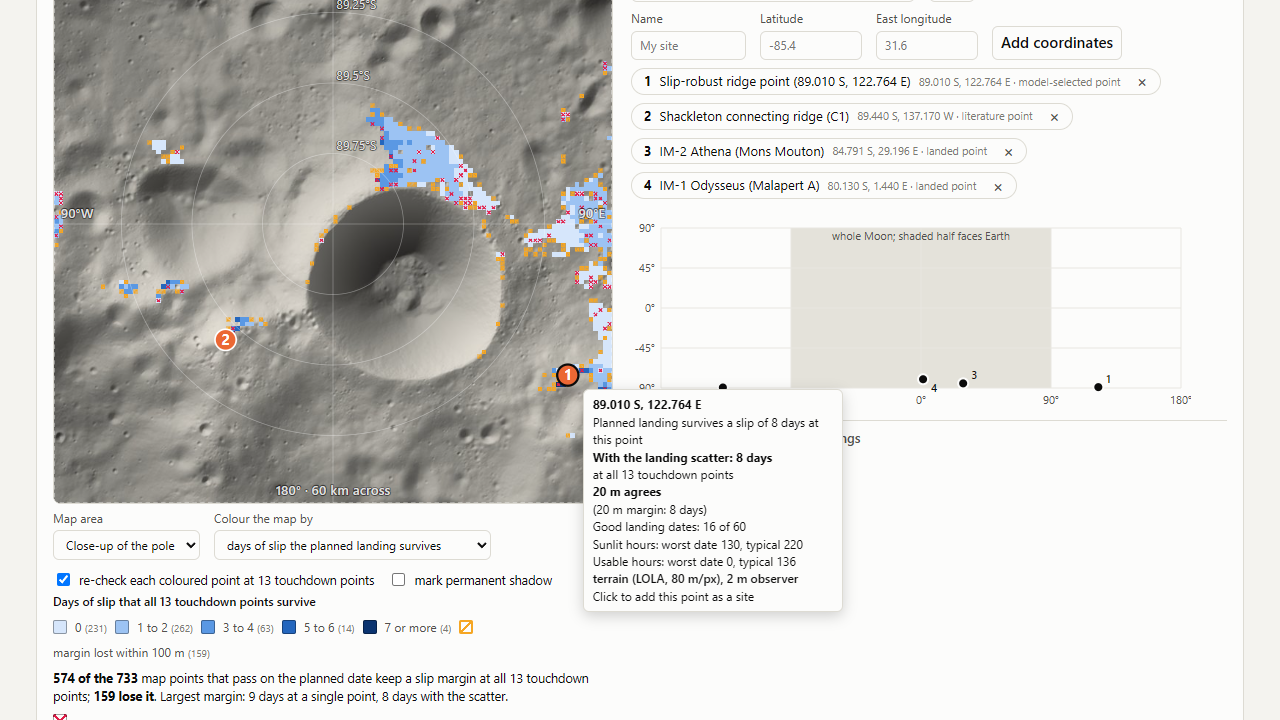 89.25°S
89.5°S
89.75°S
90°W
90°E
2
1
180° · 60 km across
Map area
Colour the map by
Close-up of the pole
days of slip the planned landing survives
re-check each coloured point at 13 touchdown points
mark permanent shadow
Days of slip that all 13 touchdown points survive
0 (231)
1 to 2 (262)
3 to 4 (63)
5 to 6 (14)
7 or more (4)
margin lost within 100 m (159)
574 of the 733 map points that pass on the planned date keep a slip margin at all 13 touchdown
points; 159 lose it. Largest margin: 9 days at a single point, 8 days with the scatter.
Name
Latitude
East longitude
My site
-85.4
31.6
Add coordinates
1 Slip-robust ridge point (89.010 S, 122.764 E) 89.010 S, 122.764 E · model-selected point ×
2 Shackleton connecting ridge (C1) 89.440 S, 137.170 W · literature point ×
3 IM-2 Athena (Mons Mouton) 84.791 S, 29.196 E · landed point ×
4 IM-1 Odysseus (Malapert A) 80.130 S, 1.440 E · landed point ×
90°
whole Moon; shaded half faces Earth
45°
0°
-45°
90°
3
1
4
0°
90°
180°
ngs
89.010 S, 122.764 E
Planned landing survives a slip of 8 days at
this point
With the landing scatter: 8 days
at all 13 touchdown points
20 m agrees
(20 m margin: 8 days)
Good landing dates: 16 of 60
Sunlit hours: worst date 130, typical 220
Usable hours: worst date 0, typical 136
terrain (LOLA, 80 m/px), 2 m observer
Click to add this point as a site